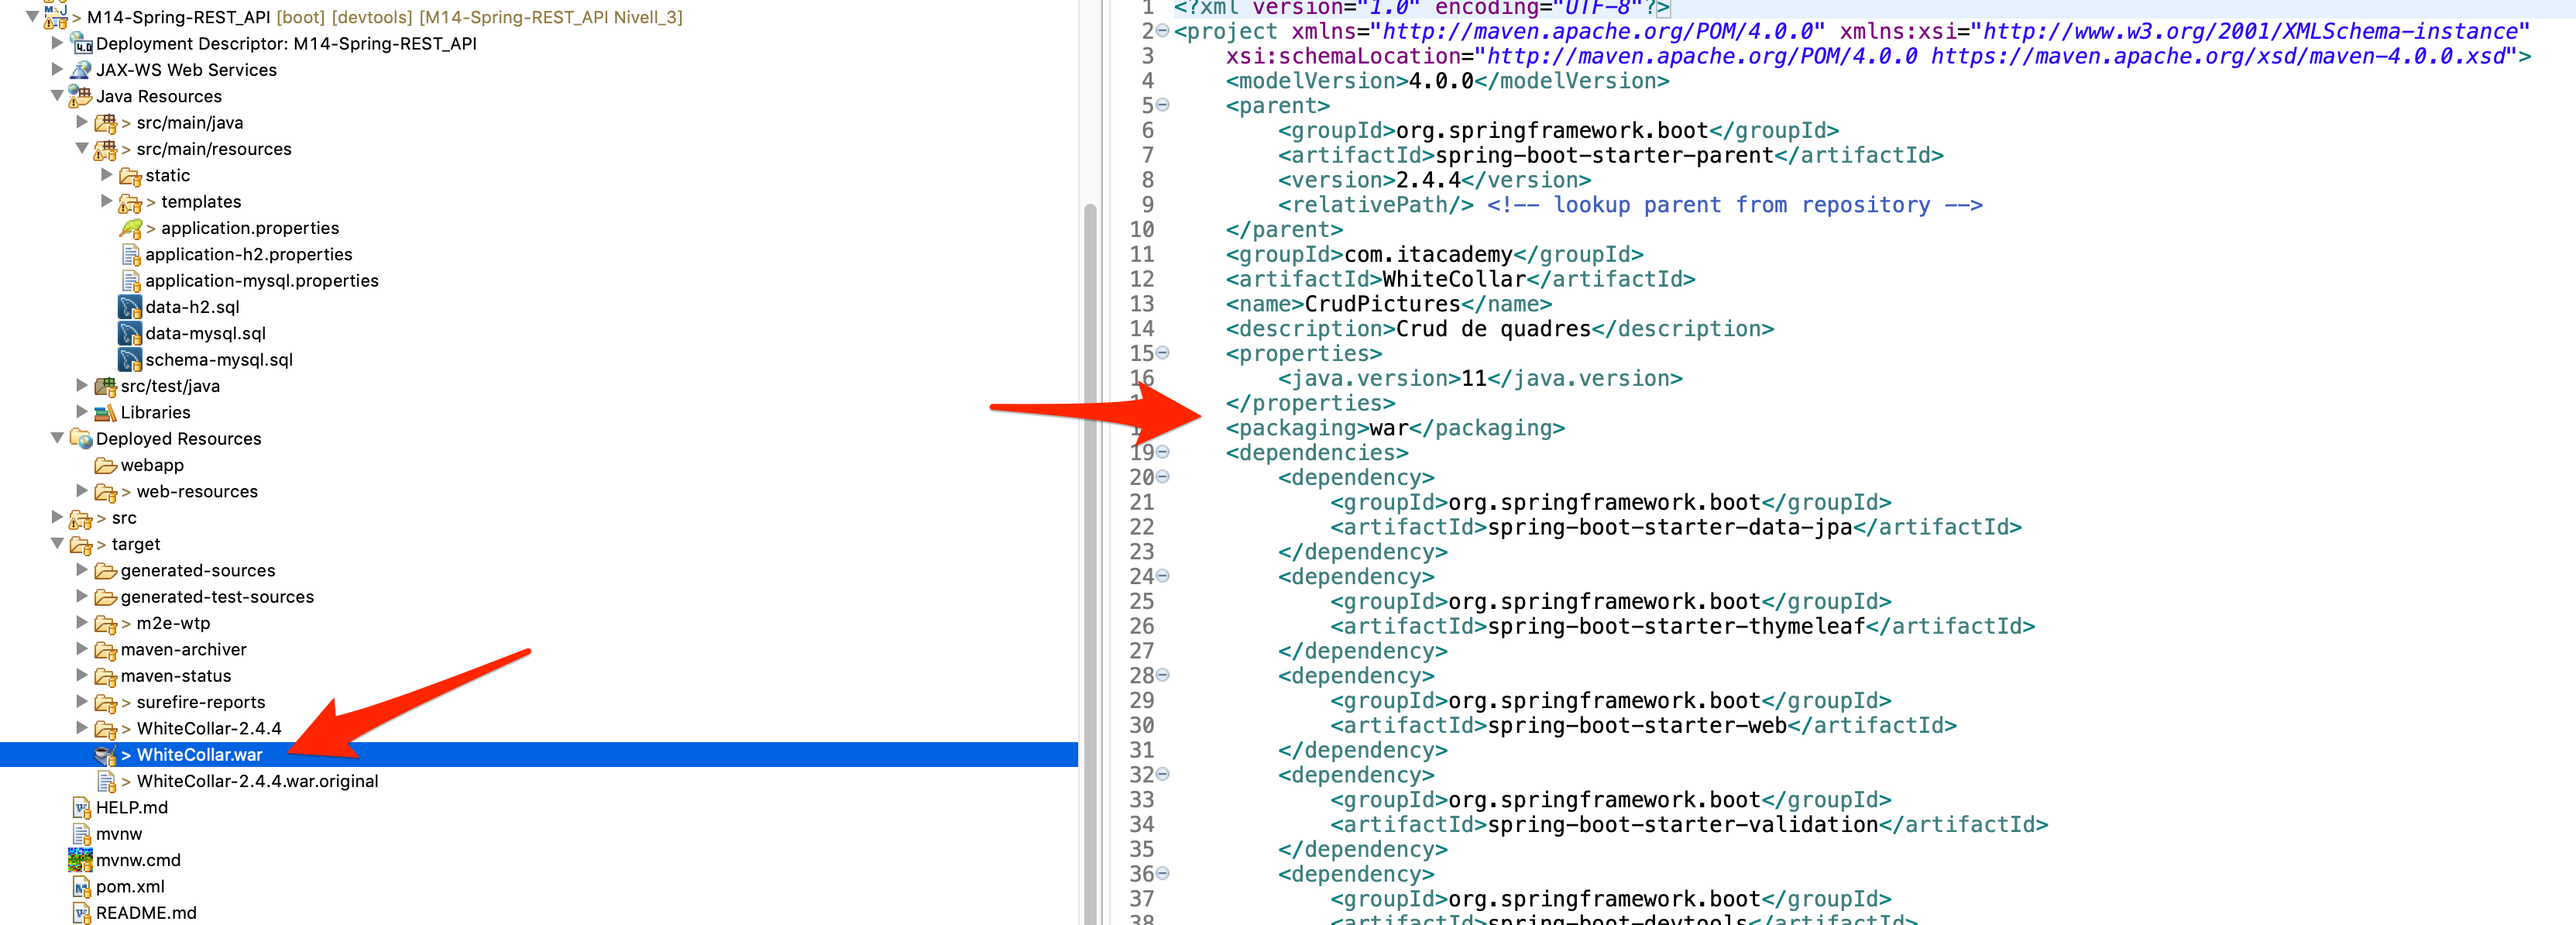 > M14-Spring-REST_API [boot] [devtools] [M14-Spring-REST_API Nivell_3]
Deployment Descriptor: M14-Spring-REST_API
JAX-WS Web Services
Java Resources
> src/main/java
> src/main/resources
static
> templates
> application.properties
application-h2.properties
application-mysql.properties
data-h2.sql
data-mysql.sql
schema-mysql.sql
src/test/java
Libraries
Deployed Resources
webapp
> web-resources
> src
> target
generated-sources
generated-test-sources
> m2e-wtp
maven-archiver
maven-status
> surefire-reports
> WhiteCollar-2.4.4
> WhiteCollar.war
> WhiteCollar-2.4.4.war.original
HELP.md
mvnw
mvnw.cmd
pom.xml
README.md
1 <?xml version="1.0" encoding="UTF-8"?>
2 <project xmlns="http://maven.apache.org/POM/4.0.0" xmlns:xsi="http://www.w3.org/2001/XMLSchema-instance"
3 xsi:schemaLocation="http://maven.apache.org/POM/4.0.0 https://maven.apache.org/xsd/maven-4.0.0.xsd">
4 <modelVersion>4.0.0</modelVersion>
5 <parent>
6 <groupId>org.springframework.boot</groupId>
7 <artifactId>spring-boot-starter-parent</artifactId>
8 <version>2.4.4</version>
9 <relativePath/> <!-- lookup parent from repository -->
10 </parent>
11 <groupId>com.itacademy</groupId>
12 <artifactId>WhiteCollar</artifactId>
13 <name>CrudPictures</name>
14 <description>Crud de quadres</description>
15 <properties>
16 <java.version>11</java.version>
</properties>
<packaging>war</packaging>
19 <dependencies>
20 <dependency>
21 <groupId>org.springframework.boot</groupId>
22 <artifactId>spring-boot-starter-data-jpa</artifactId>
23 </dependency>
24 <dependency>
25 <groupId>org.springframework.boot</groupId>
26 <artifactId>spring-boot-starter-thymeleaf</artifactId>
27 </dependency>
28 <dependency>
29 <groupId>org.springframework.boot</groupId>
30 <artifactId>spring-boot-starter-web</artifactId>
31 </dependency>
32 <dependency>
33 <groupId>org.springframework.boot</groupId>
34 <artifactId>spring-boot-starter-validation</artifactId>
35 </dependency>
36 <dependency>
37 <groupId>org.springframework.boot</groupId>
38 <artifactId>spring-boot-devtools</artifactId>